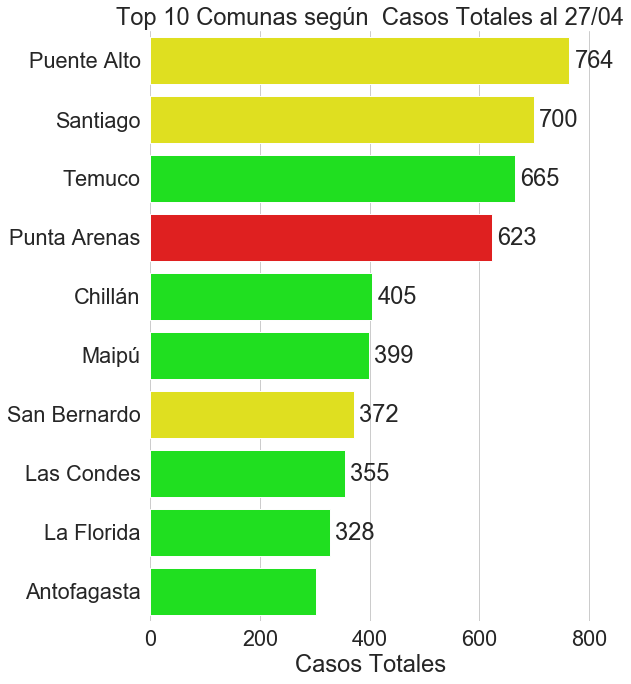 Top 10 Comunas según  Casos Totales al 27/04
Puente Alto 764
Santiago 700
Temuco 665
Punta Arenas 623
Chillán 405
Maipú 399
San Bernardo 372
Las Condes 355
La Florida 328
Antofagasta
0 200 400 600 800
Casos Totales